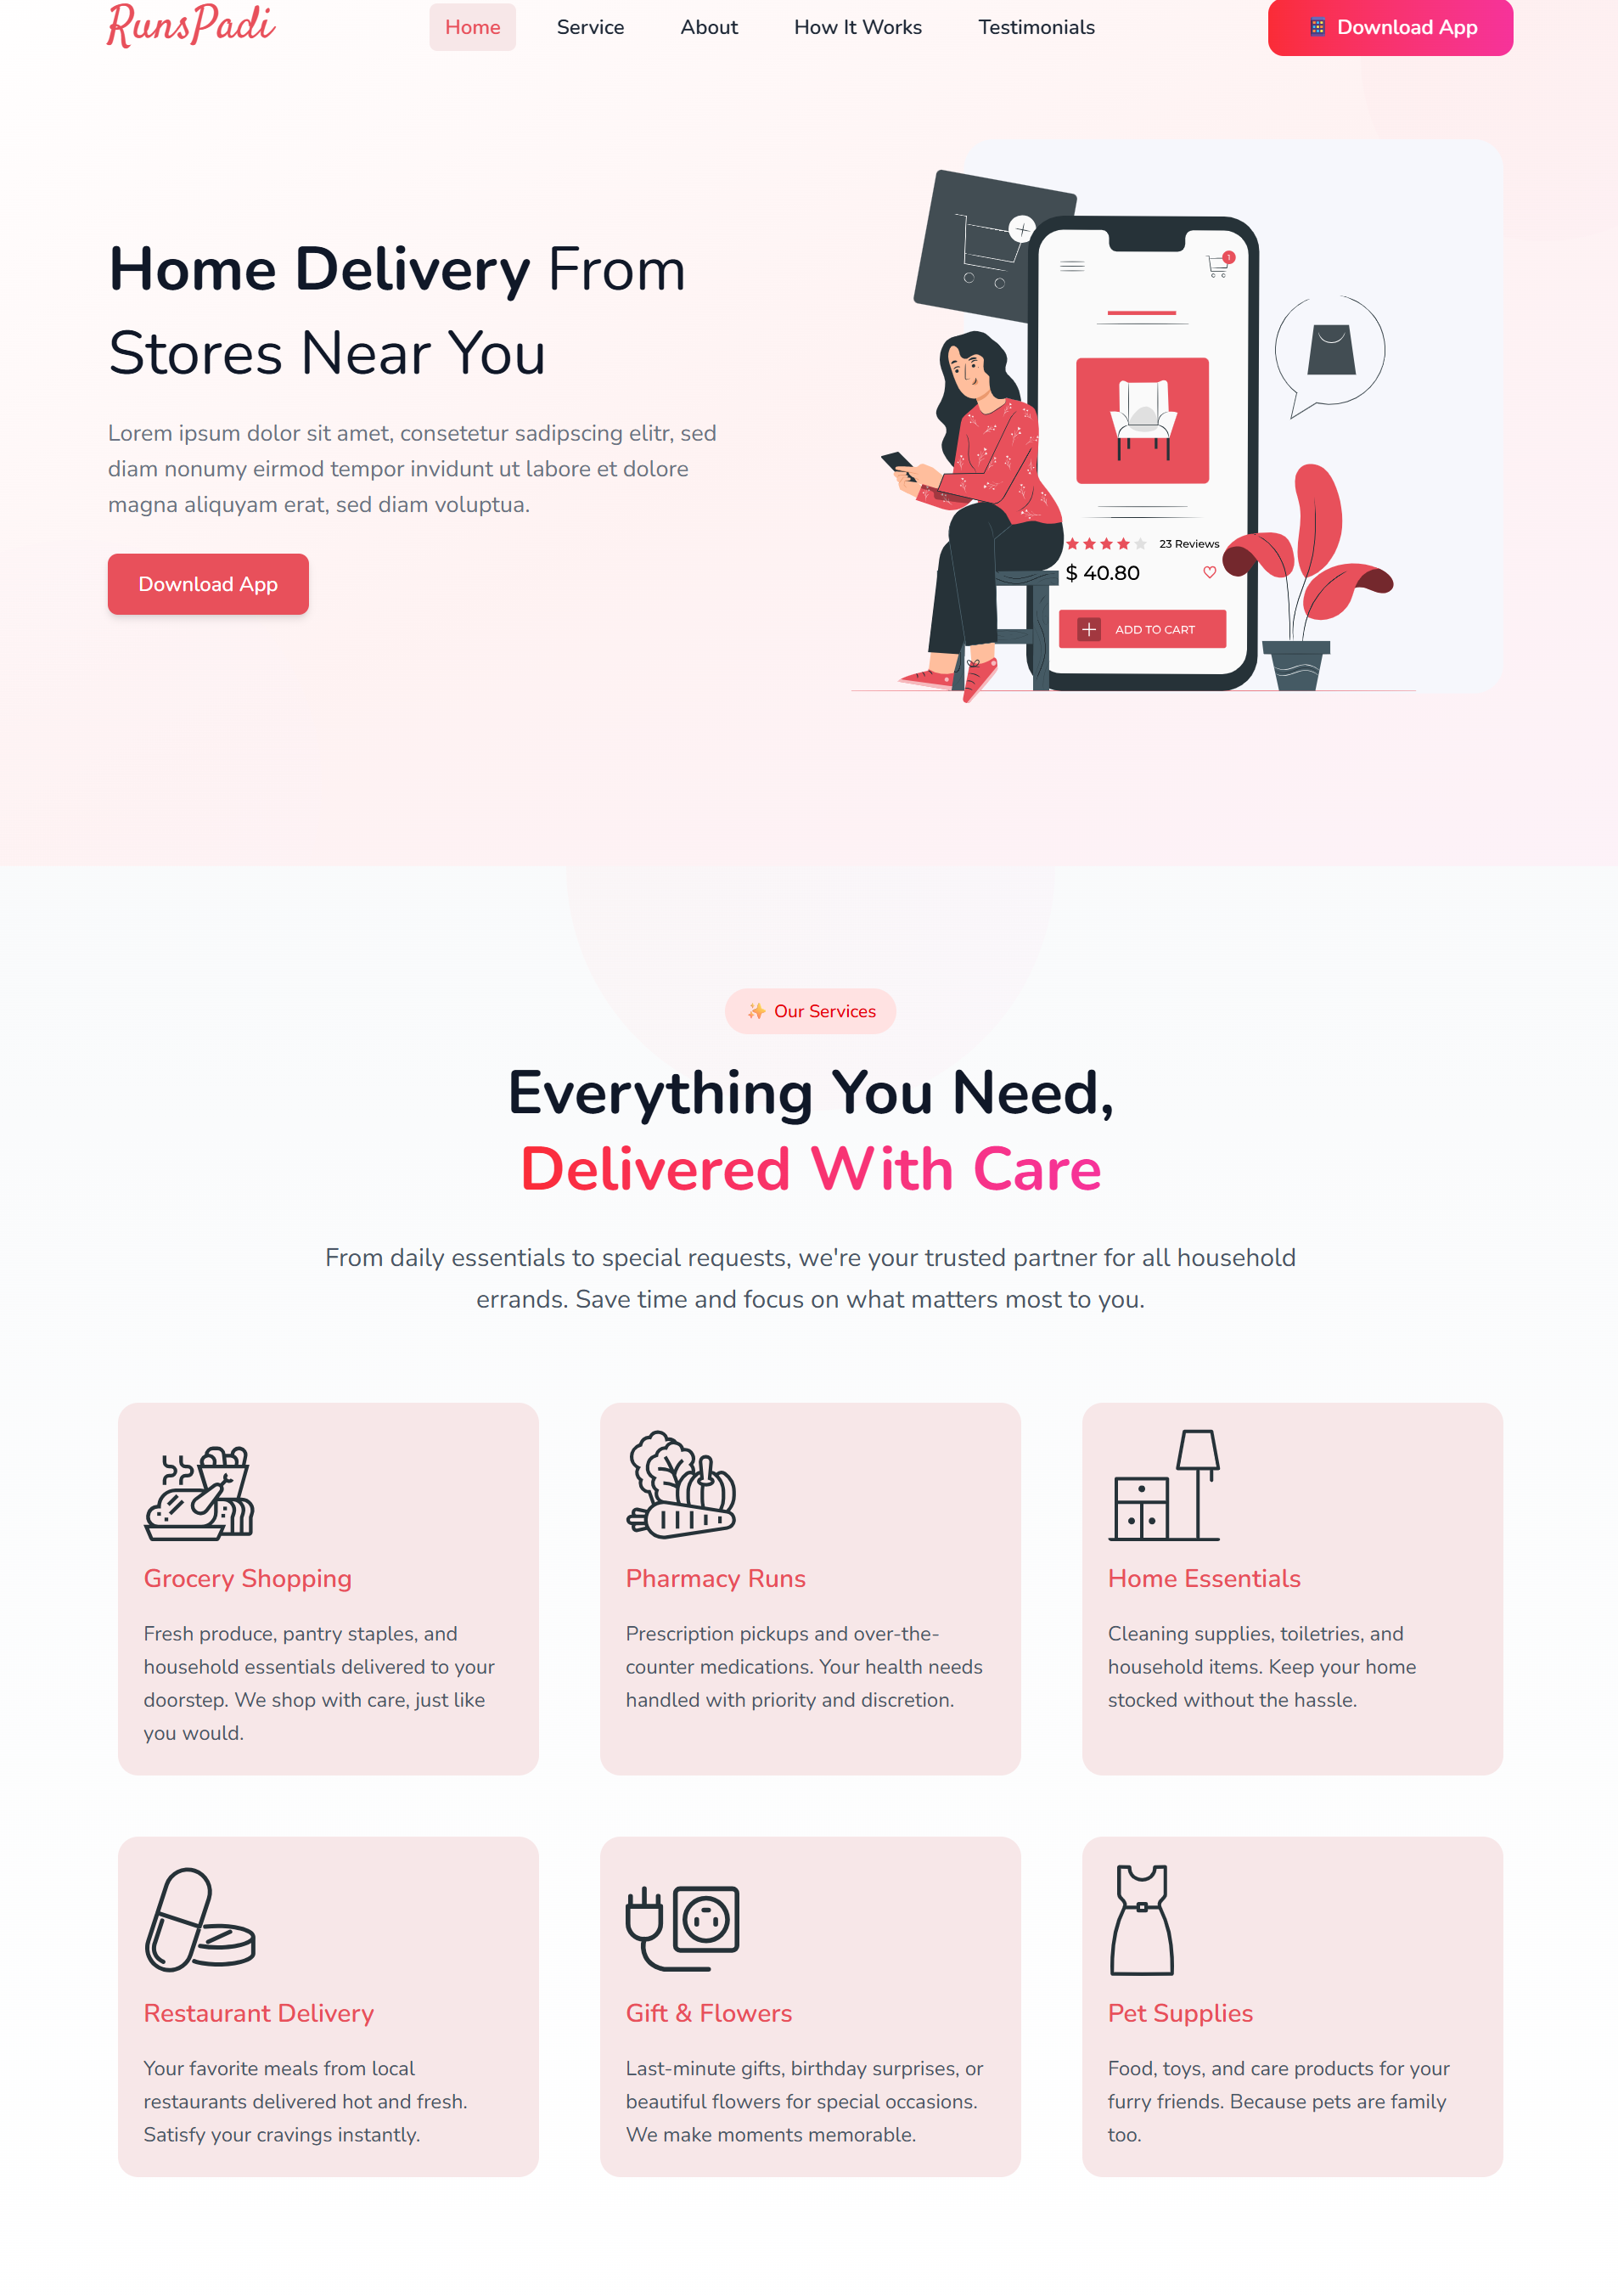 RunsPadi
Home
Service
About
How It Works
Testimonials
Download App
Home Delivery From
Stores Near You
Lorem ipsum dolor sit amet, consetetur sadipscing elitr, sed
diam nonumy eirmod tempor invidunt ut labore et dolore
magna aliquyam erat, sed diam voluptua.
Download App
1
23 Reviews
$ 40.80
ADD TO CART
✨ Our Services
Everything You Need,
Delivered With Care
From daily essentials to special requests, we're your trusted partner for all household
errands. Save time and focus on what matters most to you.
Grocery Shopping
Fresh produce, pantry staples, and
household essentials delivered to your
doorstep. We shop with care, just like
you would.
Pharmacy Runs
Prescription pickups and over-the-
counter medications. Your health needs
handled with priority and discretion.
Home Essentials
Cleaning supplies, toiletries, and
household items. Keep your home
stocked without the hassle.
Restaurant Delivery
Your favorite meals from local
restaurants delivered hot and fresh.
Satisfy your cravings instantly.
Gift & Flowers
Last-minute gifts, birthday surprises, or
beautiful flowers for special occasions.
We make moments memorable.
Pet Supplies
Food, toys, and care products for your
furry friends. Because pets are family
too.